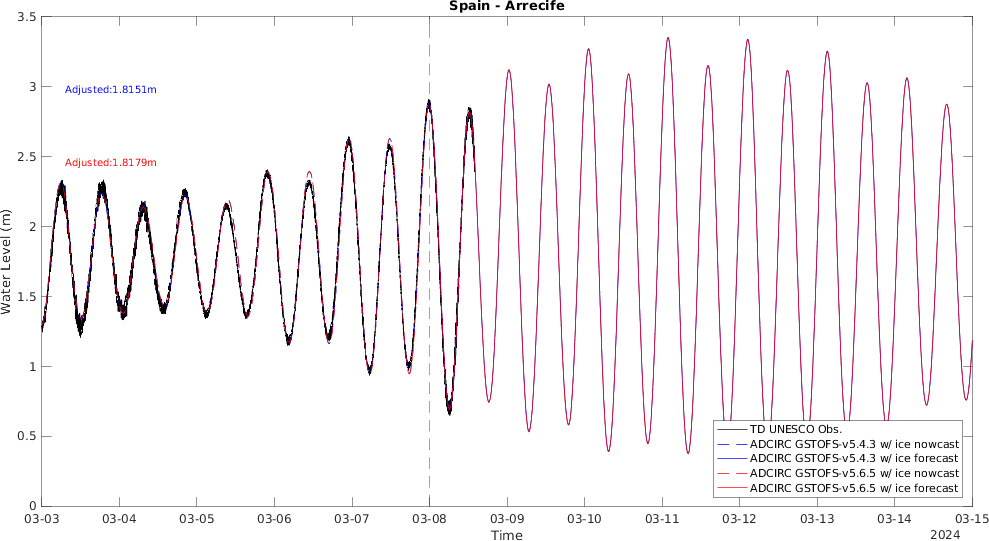 Spain - Arrecife
3.5
3
2.5
2
1.5
1
0.5
0
Water Level (m)
Adjusted:1.8151m
Adjusted:1.8179m
TD UNESCO Obs.
ADCIRC GSTOFS-v5.4.3 w/ ice nowcast
ADCIRC GSTOFS-v5.4.3 w/ ice forecast
ADCIRC GSTOFS-v5.6.5 w/ ice nowcast
ADCIRC GSTOFS-v5.6.5 w/ ice forecast
03-03 03-04 03-05 03-06 03-07 03-08 03-09 03-10 03-11 03-12 03-13 03-14 03-15
Time
2024